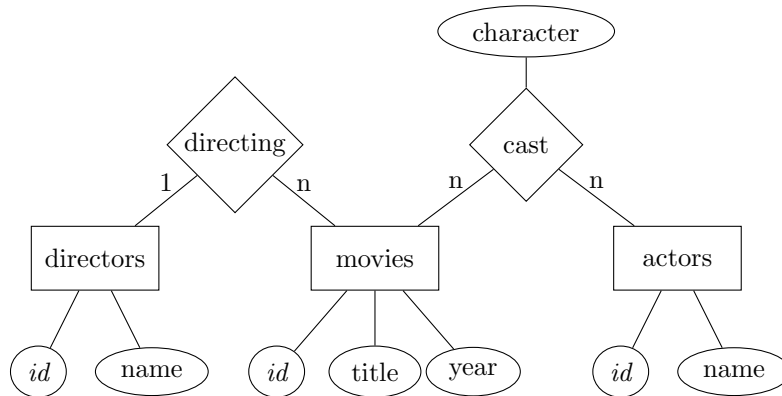 character
directing
cast
1
n
n
n
directors
movies
actors
id
name
id
title
year
id
name